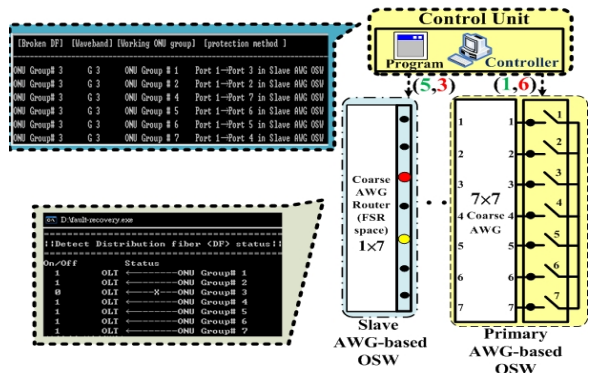 [Broken DF] [Waveband] [Working ONU group] [protection method ]
ONU Group# 3 G 3 ONU Group # 1 Port 1→Port 3 in Slave AWG OSW
ONU Group# 3 G 3 ONU Group # 2 Port 1→Port 2 in Slave AWG OSW
ONU Group# 3 G 3 ONU Group # 4 Port 1→Port 7 in Slave AWG OSW
ONU Group# 3 G 3 ONU Group # 5 Port 1→Port 6 in Slave AWG OSW
ONU Group# 3 G 3 ONU Group # 6 Port 1→Port 5 in Slave AWG OSW
ONU Group# 3 G 3 ONU Group # 7 Port 1→Port 4 in Slave AWG OSW
Control Unit
Program
Controller
(5,3)
(1,6)
Coarse
AWG
Router
(FSR
space)
1×7
Slave
AWG-based
OSW
1
2
3
4
5
6
7
7×7
Coarse
AWG
1
2
3
4
5
6
7
1
2
3
4
5
6
7
Primary
AWG-based
OSW
D:\fault-recovery.exe
!!Detect Distribution fiber <DF> status!!
On/Off Status
1 OLT <--------ONU Group# 1
1 OLT <--------ONU Group# 2
0 OLT <----X---ONU Group# 3
1 OLT <--------ONU Group# 4
1 OLT <--------ONU Group# 5
1 OLT <--------ONU Group# 6
1 OLT <--------ONU Group# 7